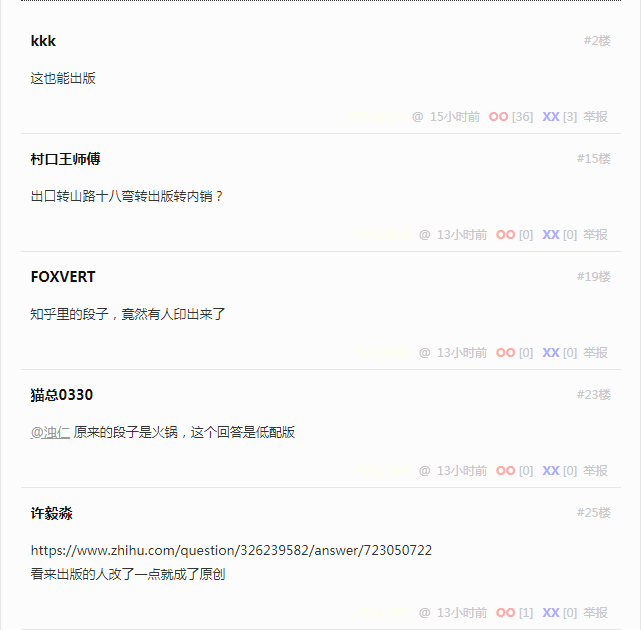 kkk #2楼
这也能出版
@ 15小时前 OO [36] XX [3] 举报
村口王师傅 #15楼
出口转山路十八弯转出版转内销？
@ 13小时前 OO [0] XX [0] 举报
FOXVERT #19楼
知乎里的段子，竟然有人印出来了
@ 13小时前 OO [0] XX [0] 举报
猫总0330 #23楼
@浊仁 原来的段子是火锅，这个回答是低配版
@ 13小时前 OO [0] XX [0] 举报
许毅淼 #25楼
https://www.zhihu.com/question/326239582/answer/723050722
看来出版的人改了一点就成了原创
@ 13小时前 OO [1] XX [0] 举报